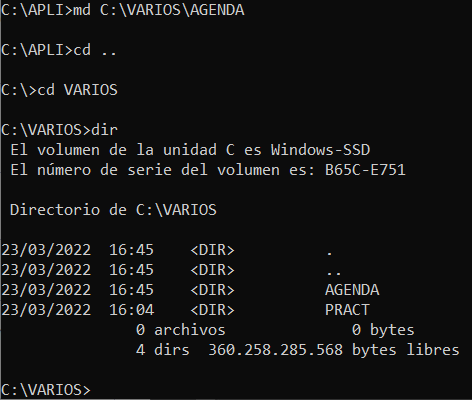 C:\APLI>md C:\VARIOS\AGENDA
C:\APLI>cd ..
C:\>cd VARIOS
C:\VARIOS>dir
El volumen de la unidad C es Windows-SSD
El número de serie del volumen es: B65C-E751
Directorio de C:\VARIOS
23/03/2022  16:45    <DIR>          .
23/03/2022  16:45    <DIR>          ..
23/03/2022  16:45    <DIR>          AGENDA
23/03/2022  16:04    <DIR>          PRACT
0 archivos              0 bytes
4 dirs  360.258.285.568 bytes libres
C:\VARIOS>